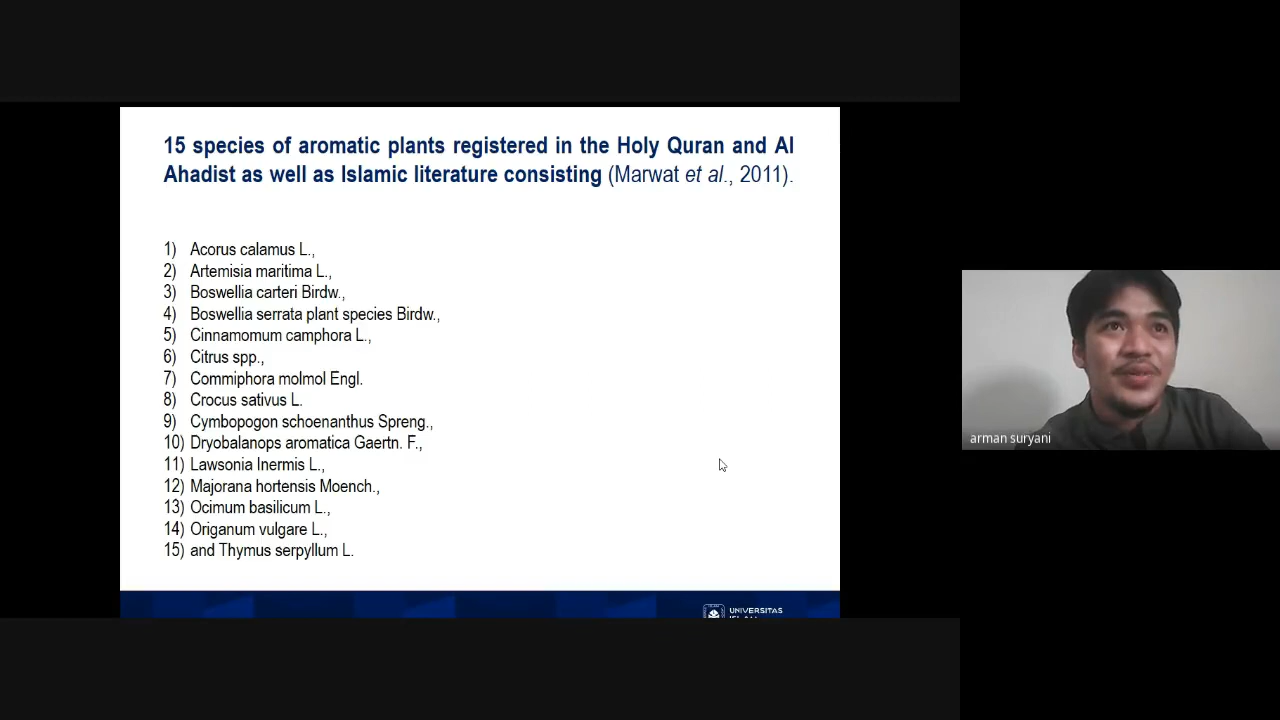 15 species of aromatic plants registered in the Holy Quran and Al
Ahadist as well as Islamic literature consisting (Marwat et al., 2011).
1) Acorus calamus L.,
2) Artemisia maritima L.,
3) Boswellia carteri Birdw.,
4) Boswellia serrata plant species Birdw.,
5) Cinnamomum camphora L.,
6) Citrus spp.,
7) Commiphora molmol Engl.
8) Crocus sativus L.
9) Cymbopogon schoenanthus Spreng.,
10) Dryobalanops aromatica Gaertn. F.,
11) Lawsonia Inermis L.,
12) Majorana hortensis Moench.,
13) Ocimum basilicum L.,
14) Origanum vulgare L.,
15) and Thymus serpyllum L.
UNIVERSITAS
arman suryani